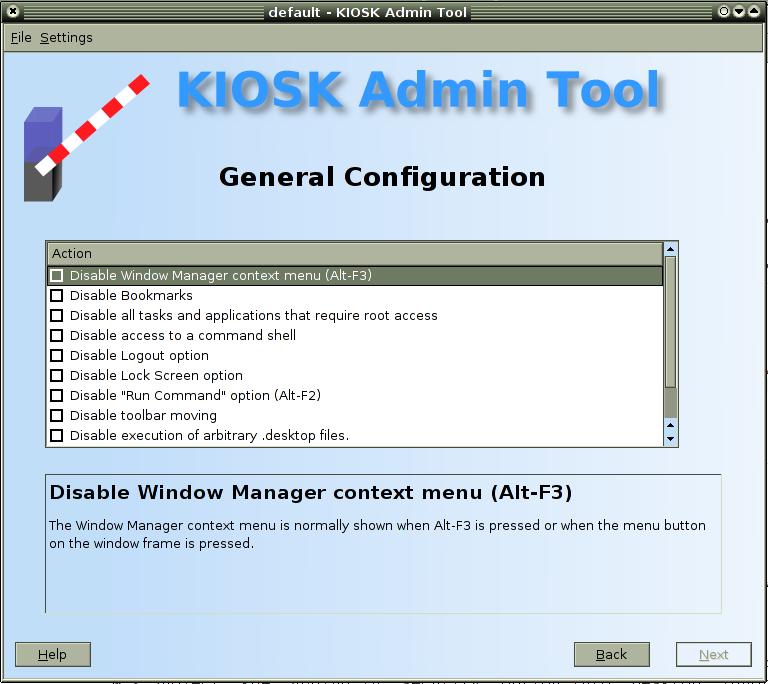 default - KIOSK Admin Tool
File Settings
KIOSK Admin Tool
General Configuration
Action
Disable Window Manager context menu (Alt-F3)
Disable Bookmarks
Disable all tasks and applications that require root access
Disable access to a command shell
Disable Logout option
Disable Lock Screen option
Disable "Run Command" option (Alt-F2)
Disable toolbar moving
Disable execution of arbitrary .desktop files.
Disable Window Manager context menu (Alt-F3)
The Window Manager context menu is normally shown when Alt-F3 is pressed or when the menu button
on the window frame is pressed.
Help
Back
Next